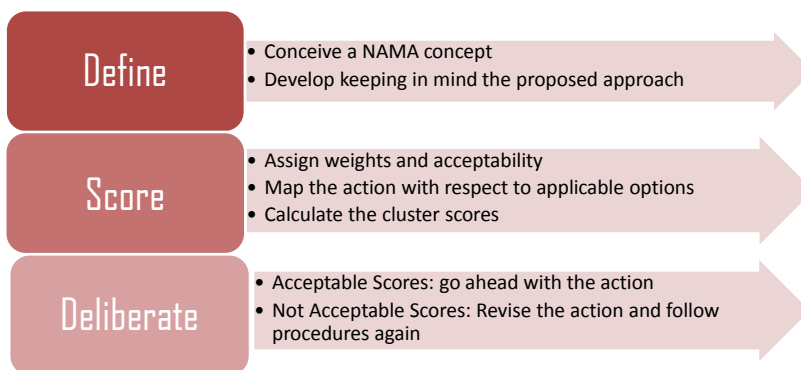 Define
• Conceive a NAMA concept
• Develop keeping in mind the proposed approach
Score
• Assign weights and acceptability
• Map the action with respect to applicable options
• Calculate the cluster scores
Deliberate
• Acceptable Scores: go ahead with the action
• Not Acceptable Scores: Revise the action and follow
procedures again